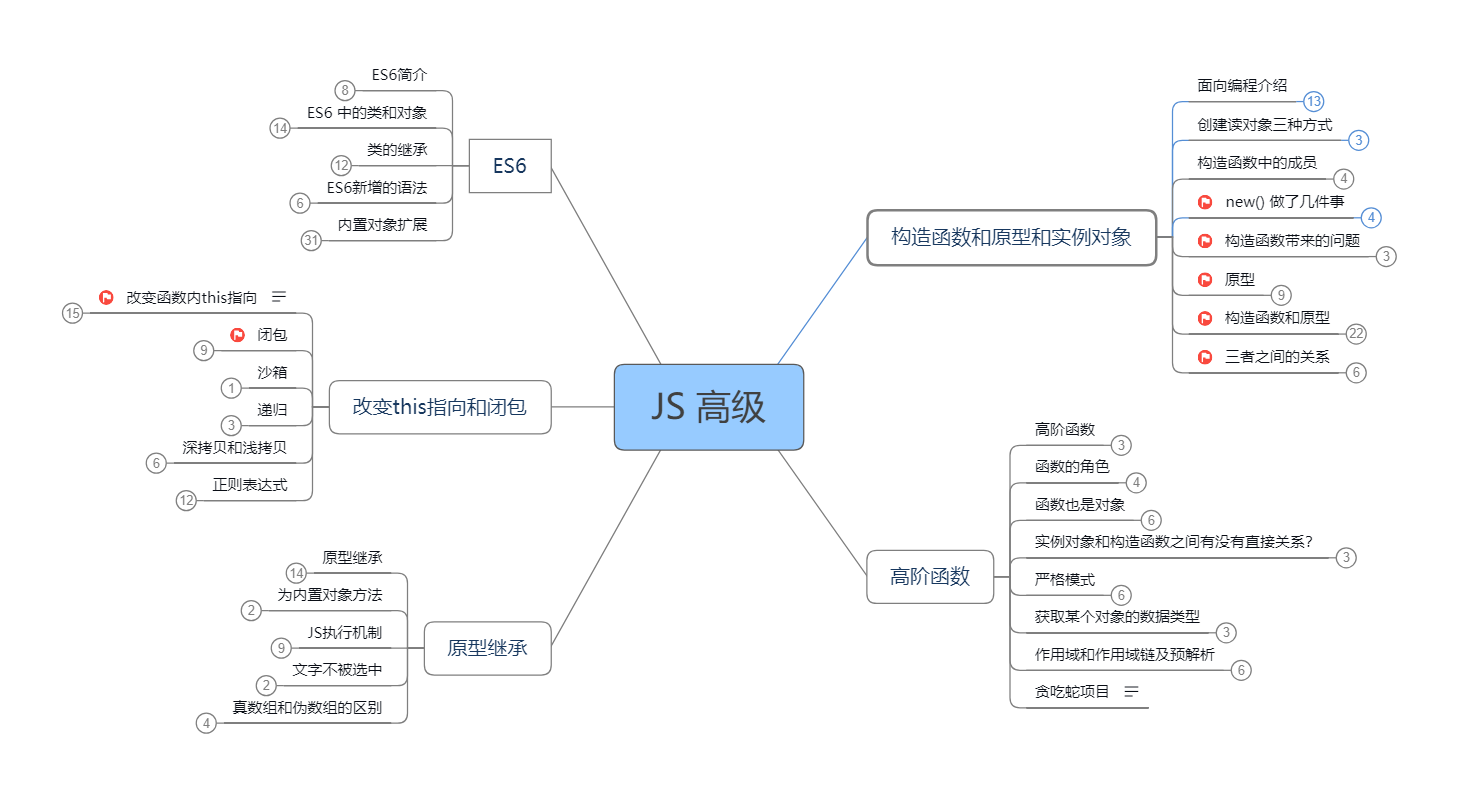 JS 高级
构造函数和原型和实例对象
面向编程介绍
13
创建读对象三种方式
3
构造函数中的成员
4
new() 做了几件事
4
构造函数带来的问题
3
原型
9
构造函数和原型
22
三者之间的关系
6
高阶函数
高阶函数
3
函数的角色
4
函数也是对象
6
实例对象和构造函数之间有没有直接关系?
3
严格模式
6
获取某个对象的数据类型
3
作用域和作用域链及预解析
6
贪吃蛇项目
ES6
ES6简介
8
ES6 中的类和对象
14
类的继承
12
ES6新增的语法
6
内置对象扩展
31
改变this指向和闭包
改变函数内this指向
15
闭包
9
沙箱
1
递归
3
深拷贝和浅拷贝
6
正则表达式
12
原型继承
原型继承
14
为内置对象方法
2
JS执行机制
9
文字不被选中
2
真数组和伪数组的区别
4